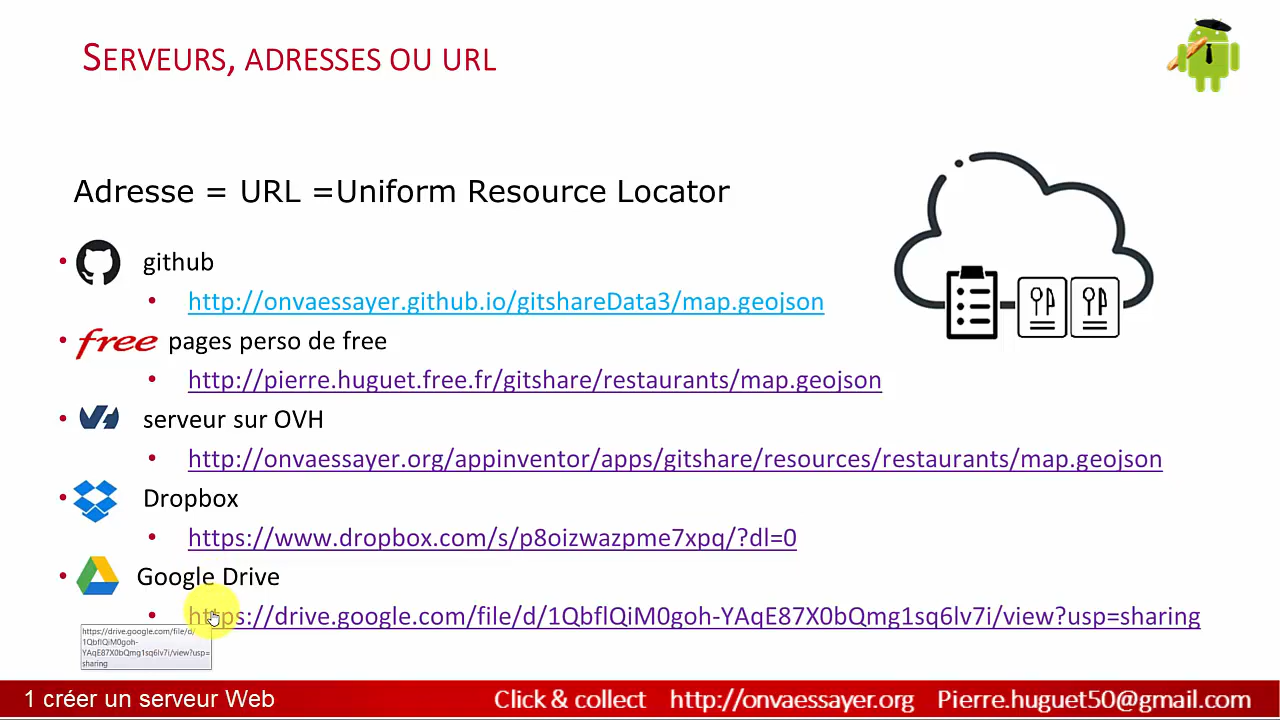 SERVEURS, ADRESSES OU URL
Adresse = URL =Uniform Resource Locator
• github
• http://onvaessayer.github.io/gitshareData3/map.geojson
• free pages perso de free
• http://pierre.huguet.free.fr/gitshare/restaurants/map.geojson
• serveur sur OVH
• http://onvaessayer.org/appinventor/apps/gitshare/resources/restaurants/map.geojson
• Dropbox
• https://www.dropbox.com/s/p8oizwazpme7xpq/?dl=0
• Google Drive
• https://drive.google.com/file/d/1QbflQiM0goh-YAqE87X0bQmg1sq6lv7i/view?usp=sharing
https://drive.google.com/file/d/
1QbflQiM0goh-
YAqE87X0bQmg1sq6lv7i/view?usp=
sharing
1 créer un serveur Web Click & collect http://onvaessayer.org Pierre.huguet50@gmail.com